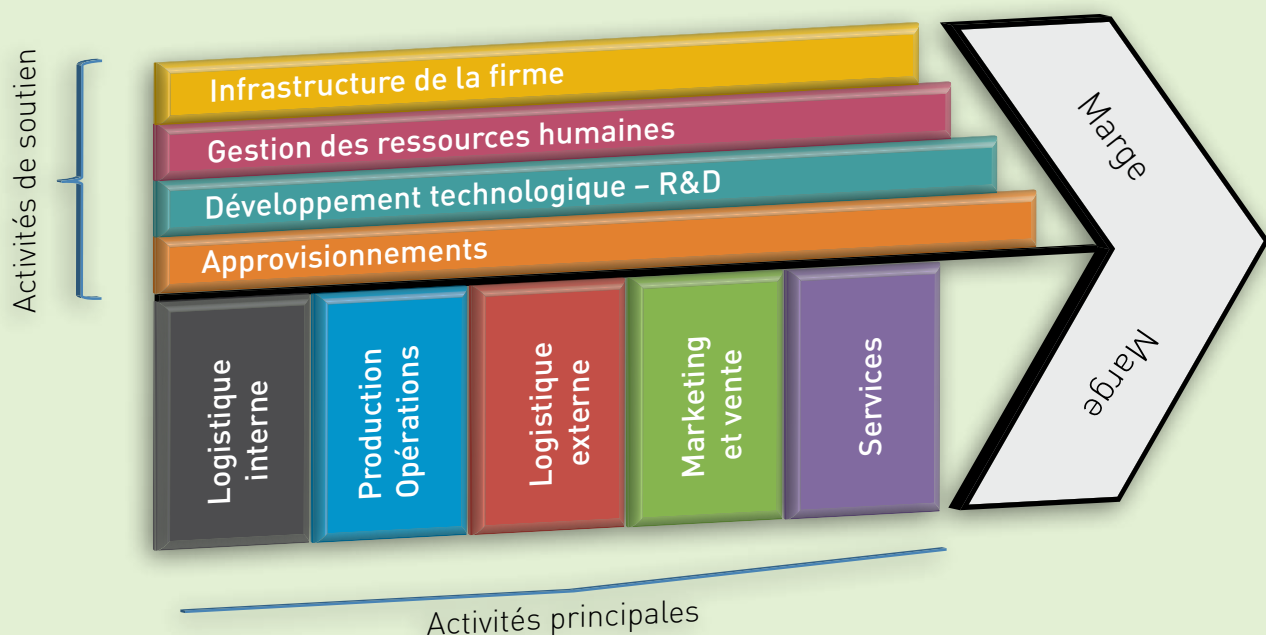 Activités de soutien
Infrastructure de la firme
Gestion des ressources humaines
Développement technologique – R&D
Approvisionnements
Marge
Marge
Logistique
interne
Production
Opérations
Logistique
externe
Marketing
et vente
Services
Activités principales